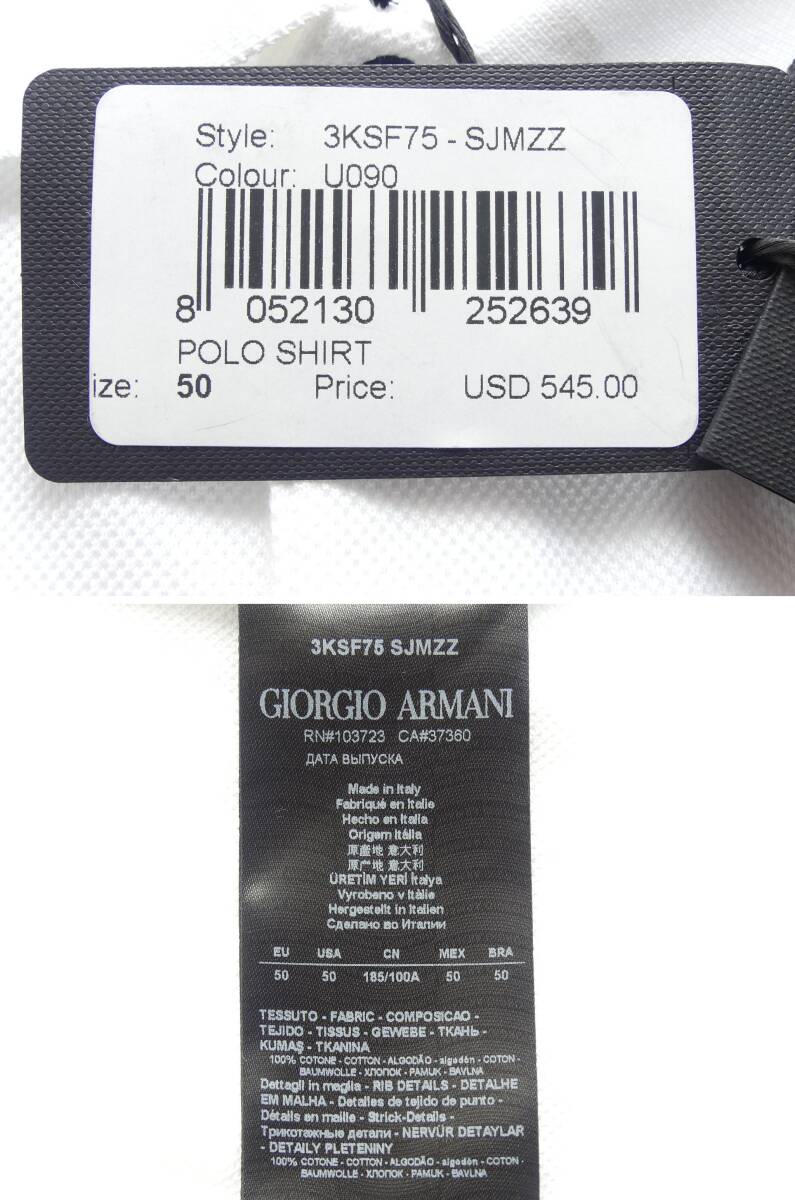 Style: 3KSF75 - SJMZZ
Colour: U090
8 052130 252639
POLO SHIRT
ize: 50 Price: USD 545.00
3KSF75 SJMZZ
GIORGIO ARMANI
RN#103723 CA#37360
ДАТА ВЫПУСКА
Made in Italy
Fabriqué en Italie
Hecho en Italia
Origem Itália
原産地 意大利
原产地 意大利
ÜRETİM YERİ İtalya
Vyrobeno v Itálie
Hergestellt in Italien
Сделано во Италии
EU USA CN MEX BRA
50 50 185/100A 50 50
TESSUTO - FABRIC - COMPOSICAO -
TEJIDO - TISSUS - GEWEBE - ТКАНЬ -
KUMAŞ - TKANINA
100% COTONE - COTTON - ALGODÃO - algodón - COTON -
BAUMWOLLE - ХЛОПОК - PAMUK - BAVLNA
Dettagli in maglia - RIB DETAILS - DETALHE
EM MALHA - Detalles de tejido de punto -
Détails en maille - Strick-Details -
Трикотажные детали - NERVÜR DETAYLAR
- DETAILY PLETENINY
100% COTONE - COTTON - ALGODÃO - algodón - COTON -
BAUMWOLLE - ХЛОПОК - PAMUK - BAVLNA